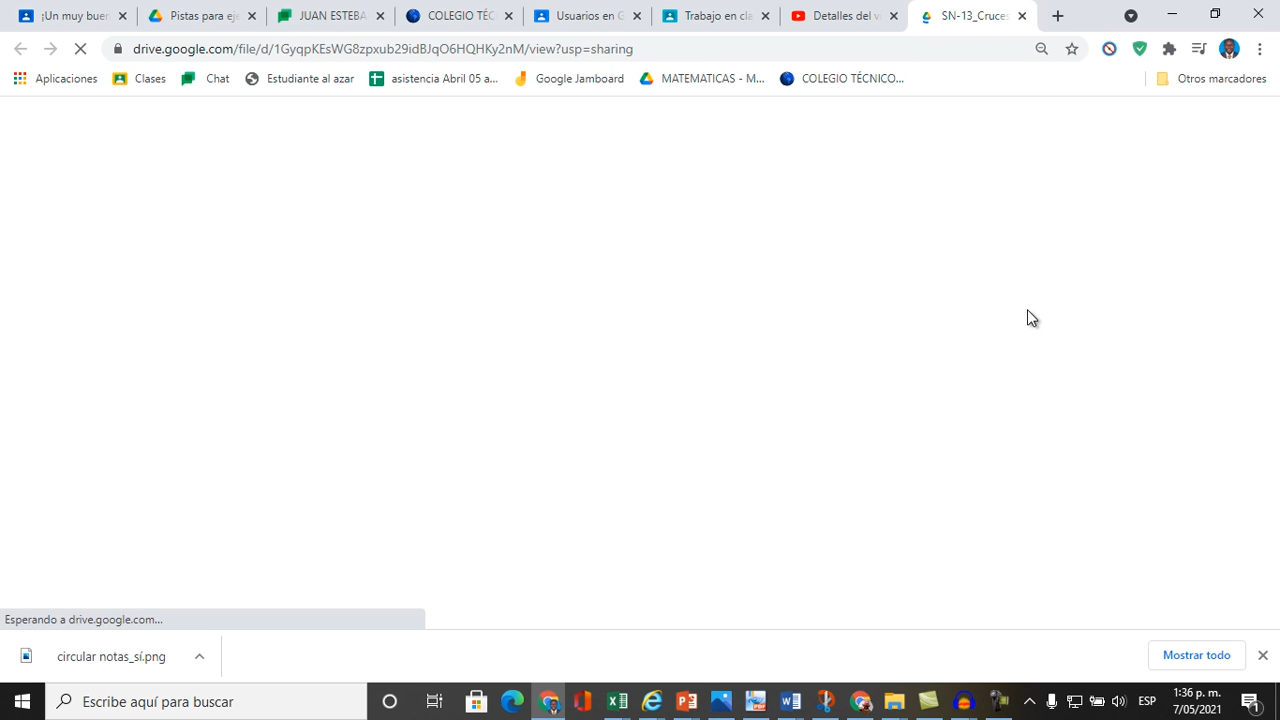 ¡Un muy buen
Pistas para eje
JUAN ESTEBA
COLEGIO TÉC
Usuarios en G
Trabajo en cla
Detalles del v
SN-13_Cruces
drive.google.com/file/d/1GyqpKEsWG8zpxub29idBJqO6HQHKy2nM/view?usp=sharing
Aplicaciones
Clases
Chat
Estudiante al azar
asistencia Abril 05 a...
Google Jamboard
MATEMATICAS - M...
COLEGIO TÉCNICO...
Otros marcadores
Esperando a drive.google.com...
circular notas_sí.png
Mostrar todo
Escribe aquí para buscar
ESP
1:36 p. m.
7/05/2021
1